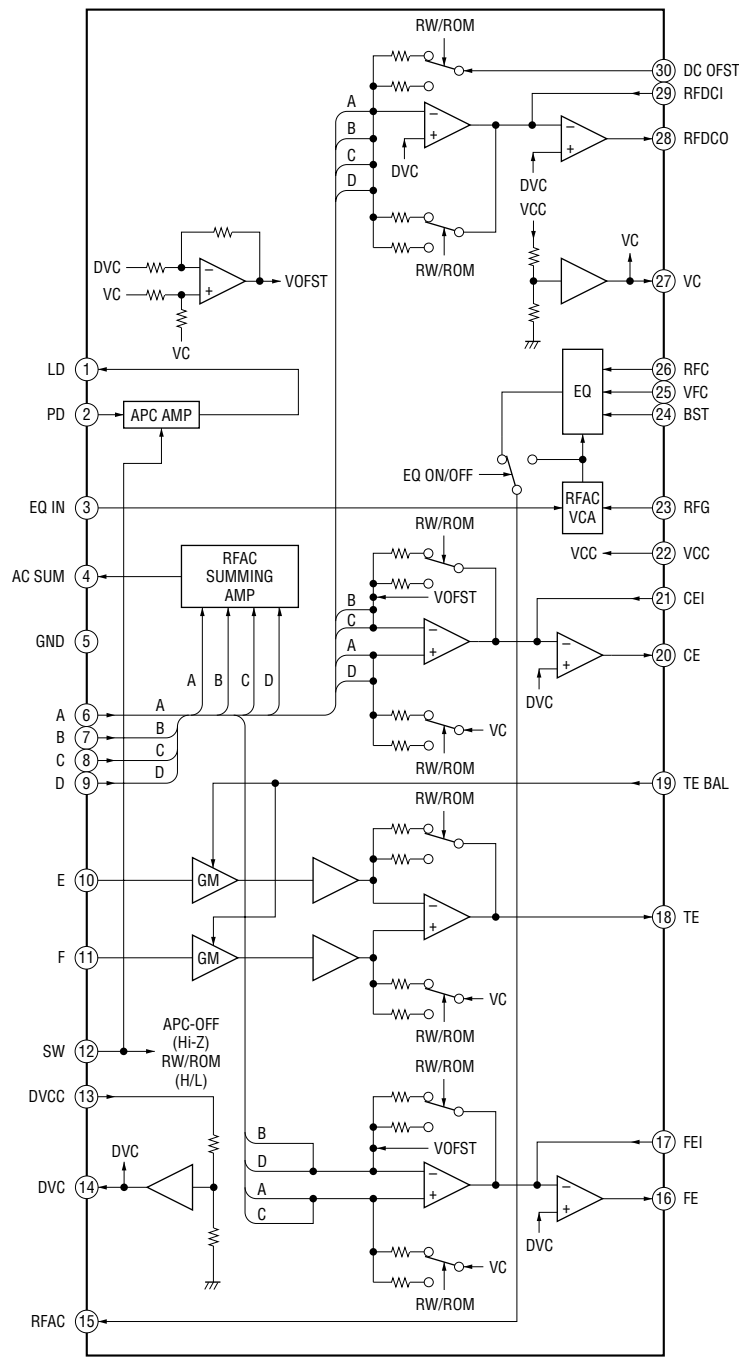 RW/ROM
30 DC OFST
29 RFDCI
A
−
+
B
−
+
28 RFDCO
C
DVC
D
DVC
VCC
RW/ROM
VC
DVC
−
+
VOFST
VC
27 VC
VC
LD 1
26 RFC
EQ
25 VFC
PD 2
APC AMP
24 BST
EQ ON/OFF
EQ IN 3
RFAC
VCA
23 RFG
RW/ROM
VCC
22 VCC
AC SUM 4
RFAC
SUMMING
AMP
VOFST
21 CEI
B
C
−
+
−
+
GND 5
A
20 CE
D
DVC
A B C D
A 6 A
VC
B 7 B
C 8 C
RW/ROM
D 9 D
19 TE BAL
RW/ROM
E 10
GM
−
+
18 TE
F 11
GM
VC
RW/ROM
SW 12
APC-OFF
(Hi-Z)
RW/ROM
(H/L)
RW/ROM
DVCC 13
B
VOFST
17 FEI
DVC
D
−
+
−
+
DVC 14
A
16 FE
C
DVC
VC
RW/ROM
RFAC 15